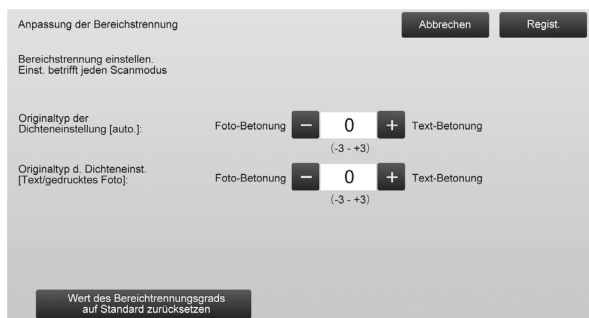 Anpassung der Bereichstrennung
Abbrechen
Regist.
Bereichstrennung einstellen.
Einst. betrifft jeden Scanmodus
Originaltyp der
Dichteneinstellung [auto.]:
Foto-Betonung − 0 + Text-Betonung
(-3 - +3)
Originaltyp d. Dichteneinst.
[Text/gedrucktes Foto]:
Foto-Betonung − 0 + Text-Betonung
(-3 - +3)
Wert des Bereichtrennungsgrads
auf Standard zurücksetzen